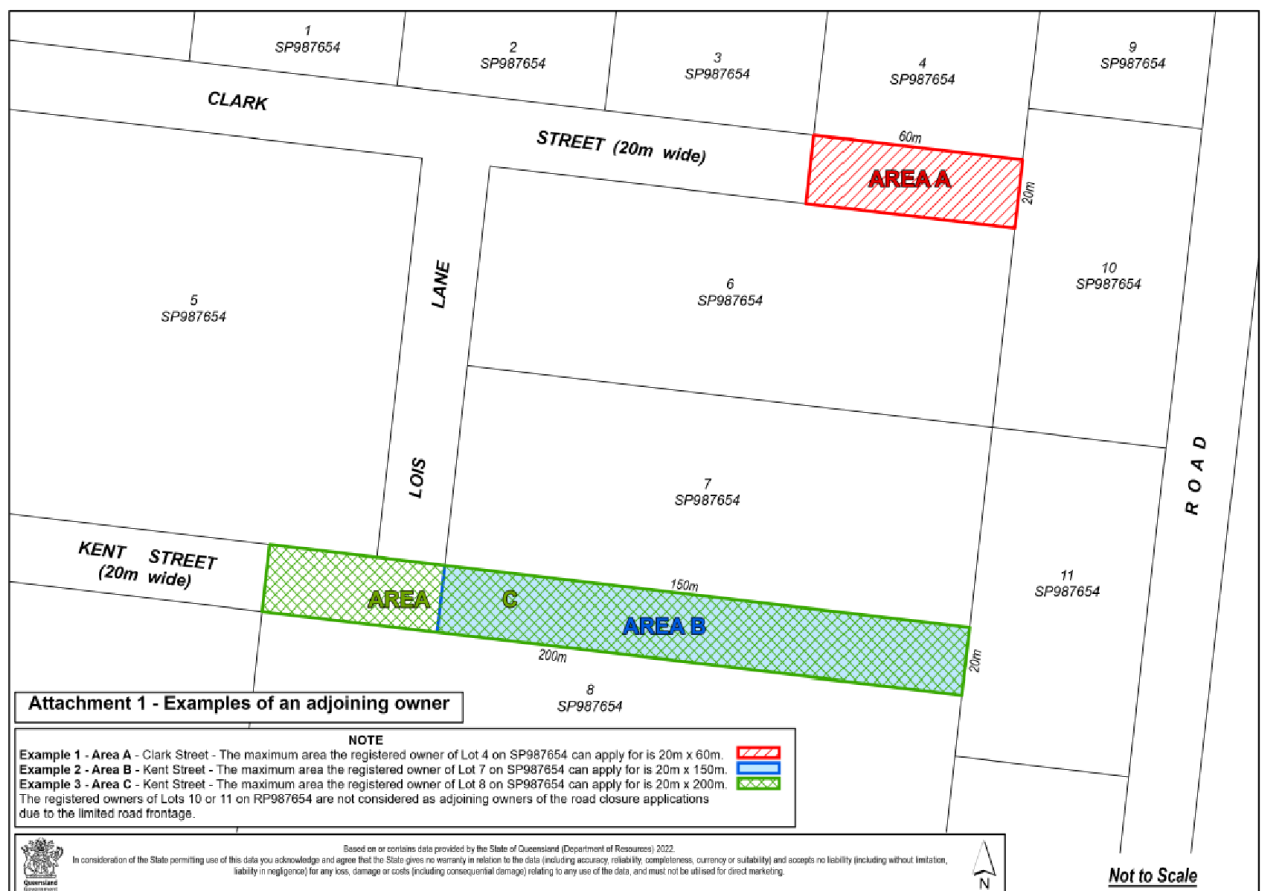 1
SP987654
2
SP987654
3
SP987654
4
SP987654
9
SP987654
CLARK
STREET (20m wide)
60m
AREA A
20m
10
SP987654
5
SP987654
LANE
6
SP987654
ROAD
LOIS
7
SP987654
KENT STREET
(20m wide)
11
SP987654
150m
AREA C
AREA B
20m
200m
8
SP987654
Attachment 1 - Examples of an adjoining owner
NOTE
Example 1 - Area A - Clark Street - The maximum area the registered owner of Lot 4 on SP987654 can apply for is 20m x 60m.
Example 2 - Area B - Kent Street - The maximum area the registered owner of Lot 7 on SP987654 can apply for is 20m x 150m.
Example 3 - Area C - Kent Street - The maximum area the registered owner of Lot 8 on SP987654 can apply for is 20m x 200m.
The registered owners of Lots 10 or 11 on RP987654 are not considered as adjoining owners of the road closure applications
due to the limited road frontage.
Queensland
Government
Based on or contains data provided by the State of Queensland (Department of Resources) 2022.
In consideration of the State permitting use of this data you acknowledge and agree that the State gives no warranty in relation to the data (including accuracy, reliability, completeness, currency or suitability) and accepts no liability (including without limitation,
liability in negligence) for any loss, damage or costs (including consequential damage) relating to any use of the data, and must not be utilised for direct marketing.
N
Not to Scale